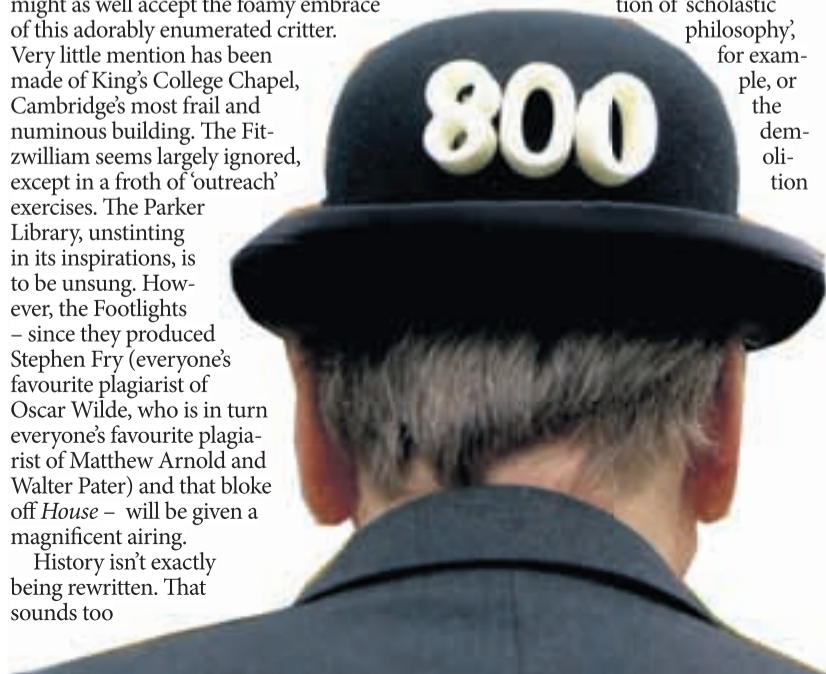 might as well accept the foamy embrace
of this adorably enumerated critter.
Very little mention has been
made of King's College Chapel,
Cambridge's most frail and
numinous building. The Fit-
zwilliam seems largely ignored,
except in a froth of 'outreach'
exercises. The Parker
Library, unstinting
in its inspirations, is
to be unsung. How-
ever, the Footlights
– since they produced
Stephen Fry (everyone's
favourite plagiarist of
Oscar Wilde, who is in turn
everyone's favourite plagia-
rist of Matthew Arnold and
Walter Pater) and that bloke
off House – will be given a
magnificent airing.
History isn't exactly
being rewritten. That
sounds too
800
tion of 'scholastic
philosophy',
for exam-
ple, or
the
dem-
oli-
tion